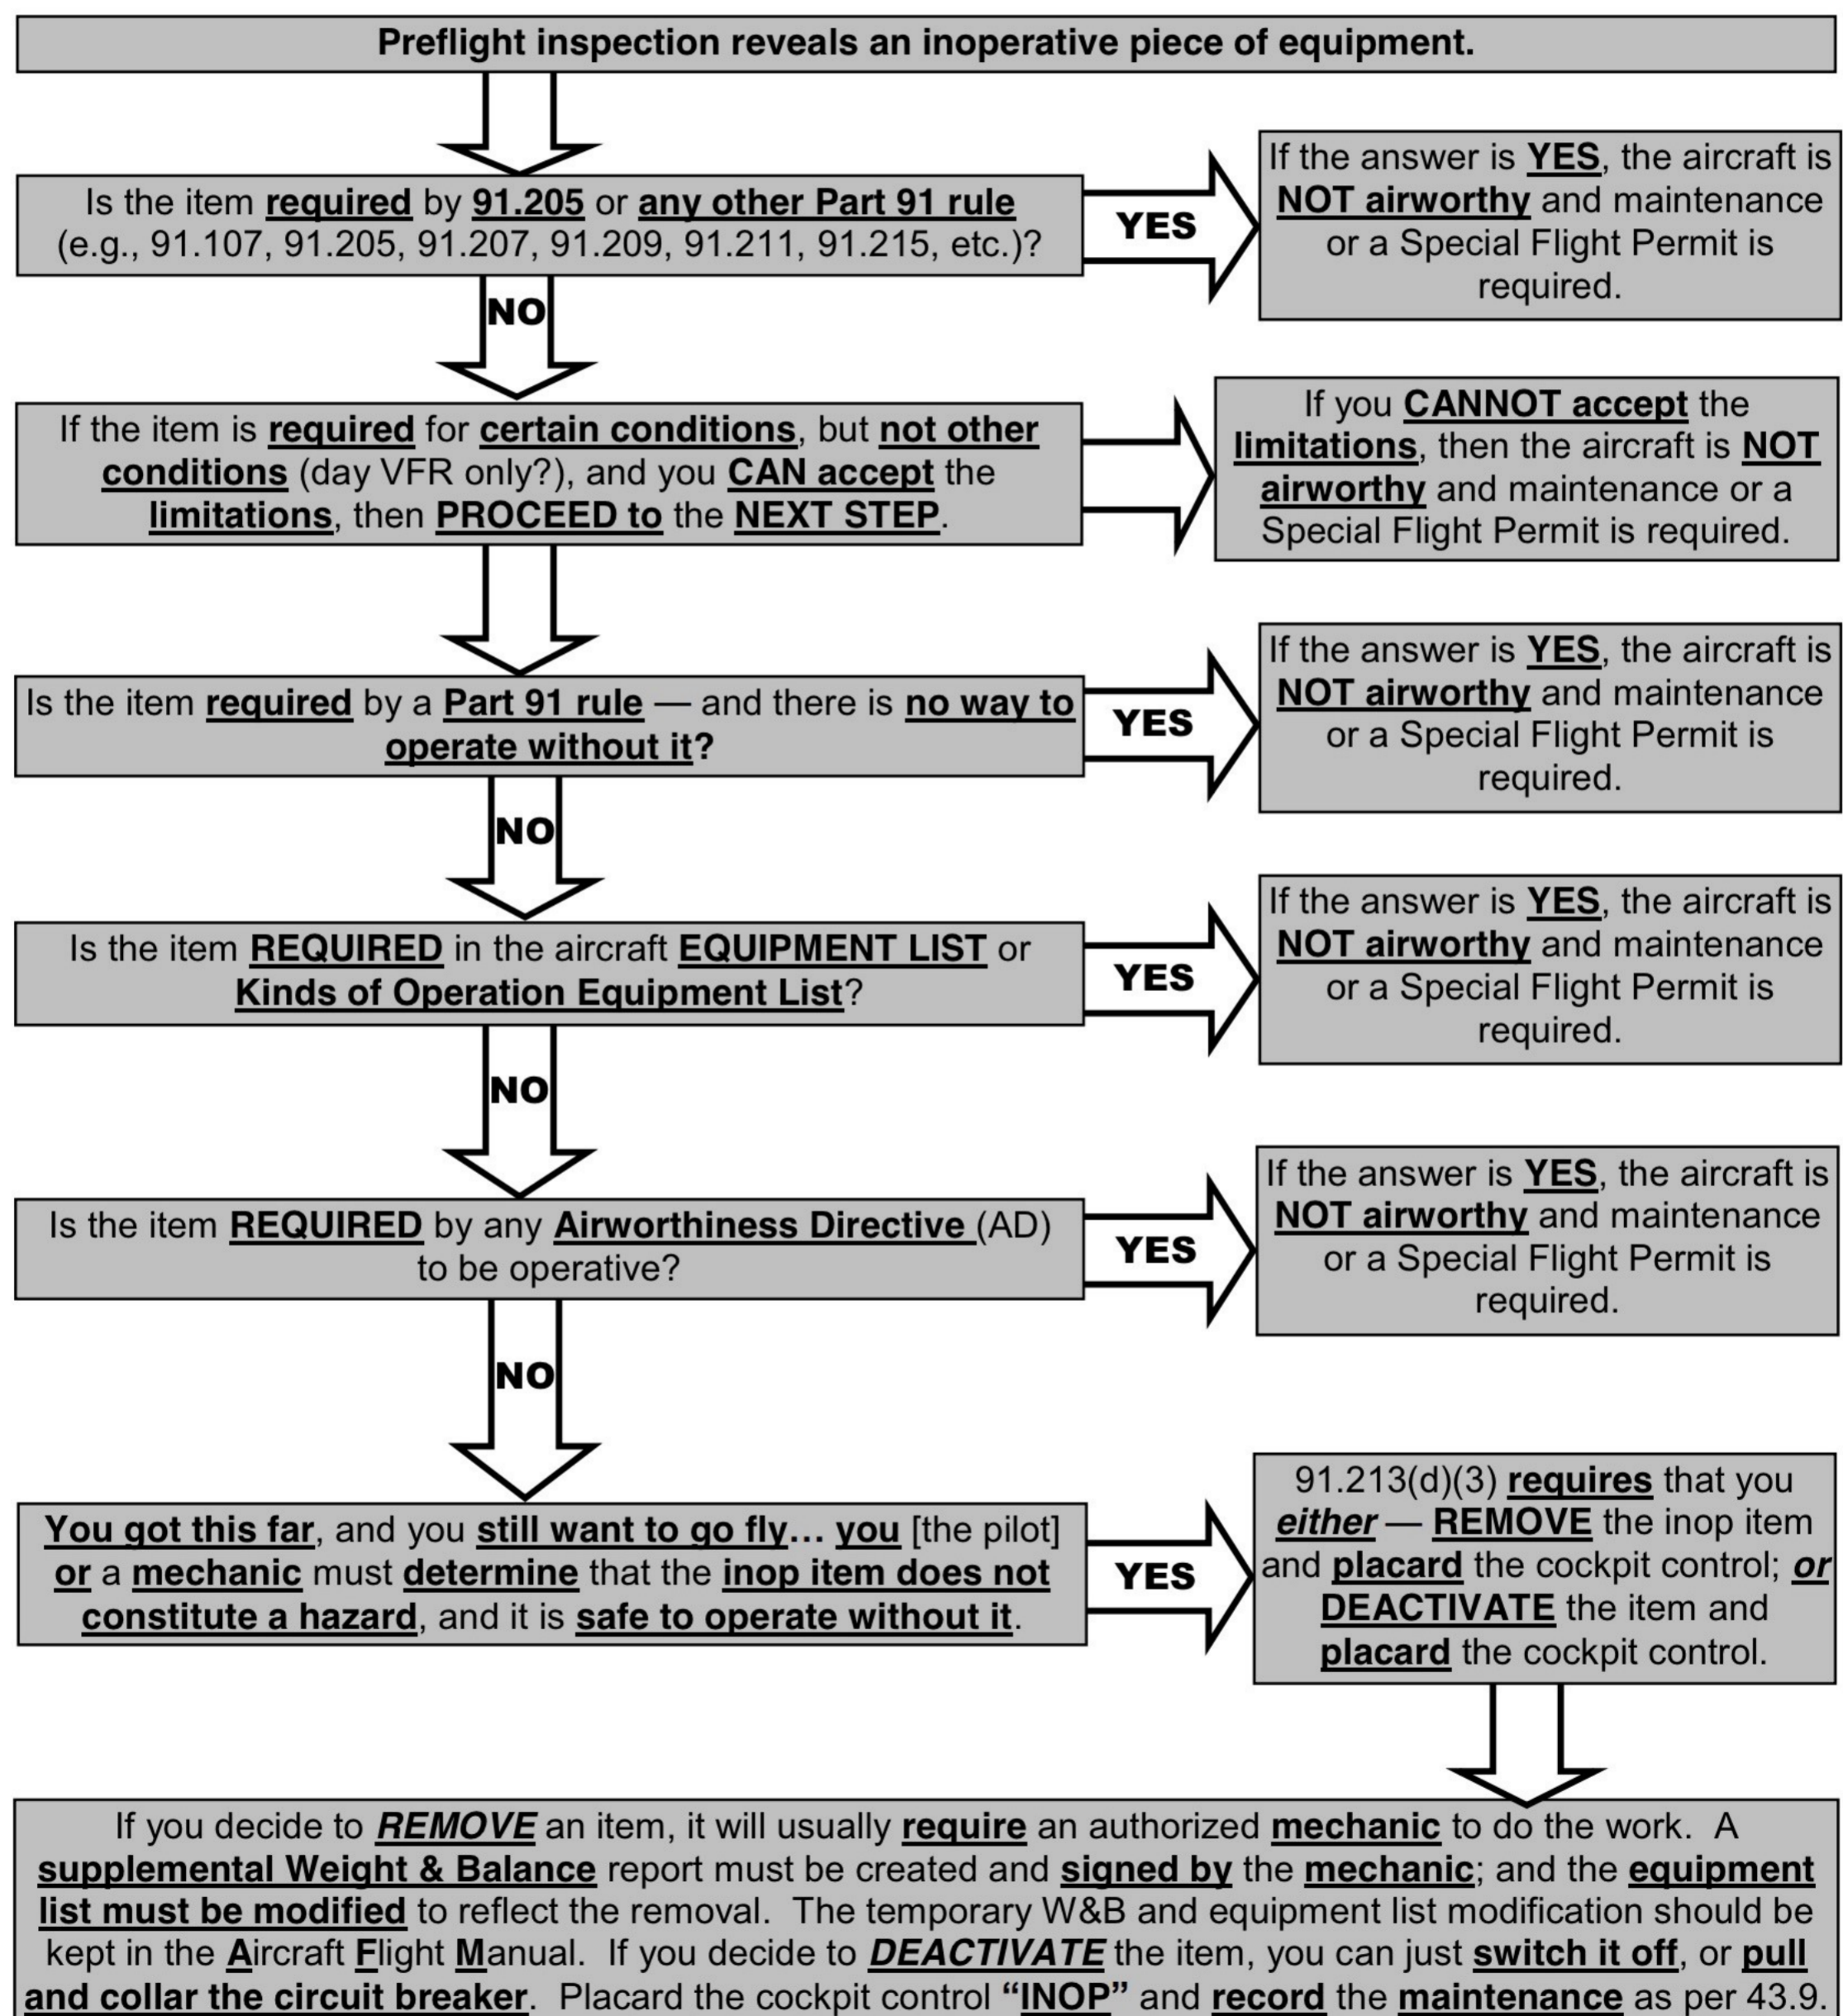 Preflight inspection reveals an inoperative piece of equipment.
Is the item required by 91.205 or any other Part 91 rule
(e.g., 91.107, 91.205, 91.207, 91.209, 91.211, 91.215, etc.)?
YES
If the answer is YES, the aircraft is
NOT airworthy and maintenance
or a Special Flight Permit is
required.
NO
If the item is required for certain conditions, but not other
conditions (day VFR only?), and you CAN accept the
limitations, then PROCEED to the NEXT STEP.
If you CANNOT accept the
limitations, then the aircraft is NOT
airworthy and maintenance or a
Special Flight Permit is required.
Is the item required by a Part 91 rule — and there is no way to
operate without it?
YES
If the answer is YES, the aircraft is
NOT airworthy and maintenance
or a Special Flight Permit is
required.
NO
Is the item REQUIRED in the aircraft EQUIPMENT LIST or
Kinds of Operation Equipment List?
YES
If the answer is YES, the aircraft is
NOT airworthy and maintenance
or a Special Flight Permit is
required.
NO
Is the item REQUIRED by any Airworthiness Directive (AD)
to be operative?
YES
If the answer is YES, the aircraft is
NOT airworthy and maintenance
or a Special Flight Permit is
required.
NO
You got this far, and you still want to go fly... you [the pilot]
or a mechanic must determine that the inop item does not
constitute a hazard, and it is safe to operate without it.
YES
91.213(d)(3) requires that you
either — REMOVE the inop item
and placard the cockpit control; or
DEACTIVATE the item and
placard the cockpit control.
If you decide to REMOVE an item, it will usually require an authorized mechanic to do the work. A
supplemental Weight & Balance report must be created and signed by the mechanic; and the equipment
list must be modified to reflect the removal. The temporary W&B and equipment list modification should be
kept in the Aircraft Flight Manual. If you decide to DEACTIVATE the item, you can just switch it off, or pull
and collar the circuit breaker. Placard the cockpit control “INOP” and record the maintenance as per 43.9.